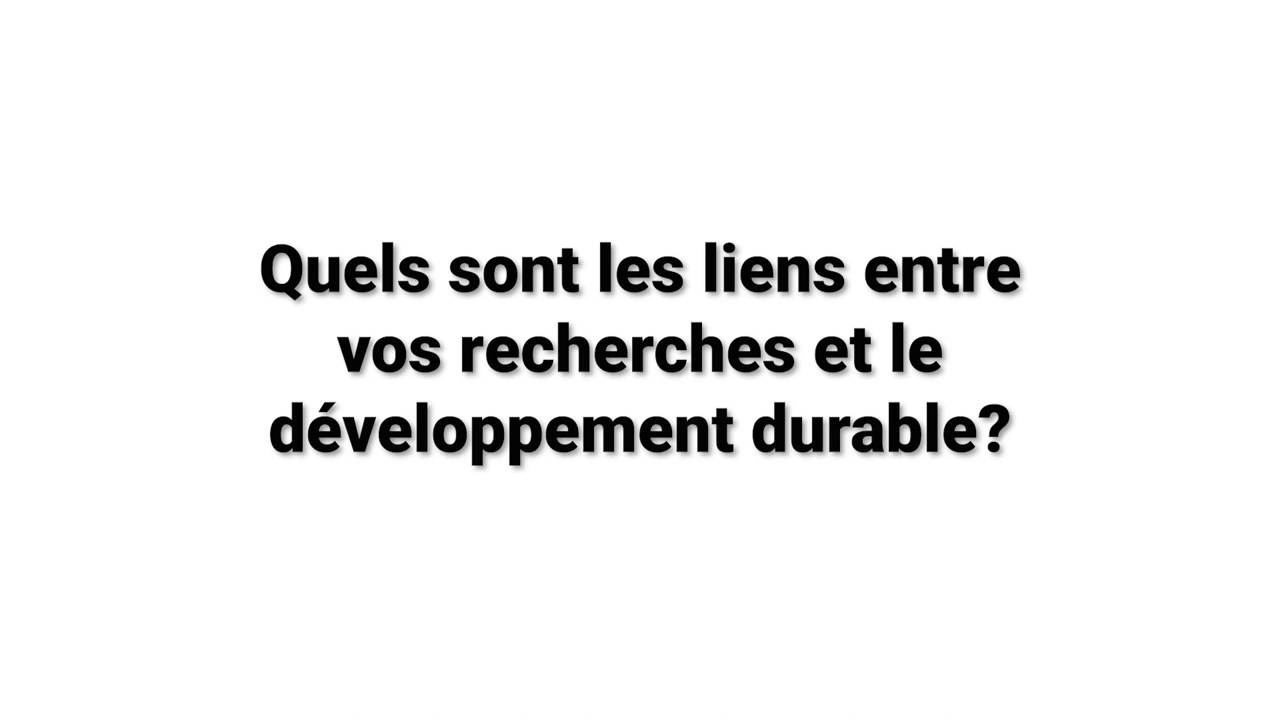 Quels sont les liens entre
vos recherches et le
développement durable?